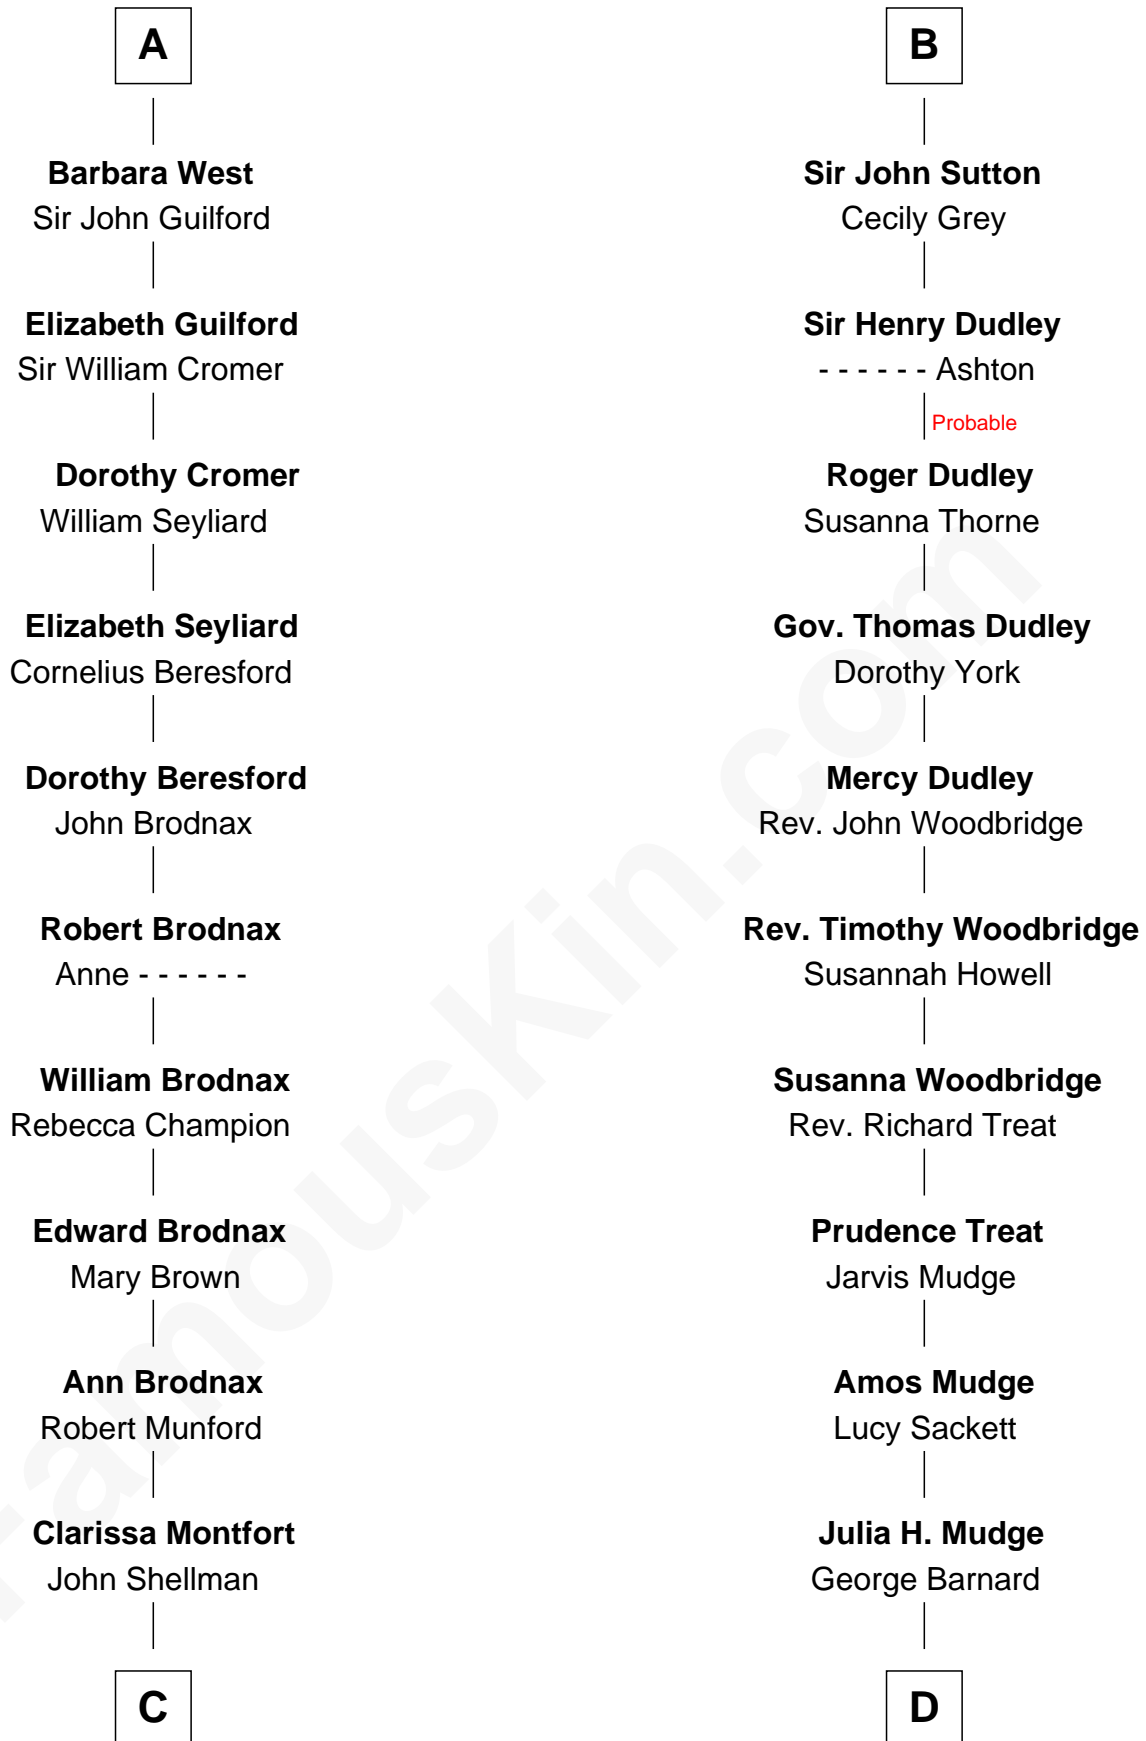 A
Barbara West
Sir John Guilford
Elizabeth Guilford
Sir William Cromer
Dorothy Cromer
William Seyliard
Elizabeth Seyliard
Cornelius Beresford
Dorothy Beresford
John Brodnax
Robert Brodnax
Anne - - - - - -
William Brodnax
Rebecca Champion
Edward Brodnax
Mary Brown
Ann Brodnax
Robert Munford
Clarissa Montfort
John Shellman
C
B
Sir John Sutton
Cecily Grey
Sir Henry Dudley
- - - - - - Ashton
Probable
Roger Dudley
Susanna Thorne
Gov. Thomas Dudley
Dorothy York
Mercy Dudley
Rev. John Woodbridge
Rev. Timothy Woodbridge
Susannah Howell
Susanna Woodbridge
Rev. Richard Treat
Prudence Treat
Jarvis Mudge
Amos Mudge
Lucy Sackett
Julia H. Mudge
George Barnard
D
FamousKin.com